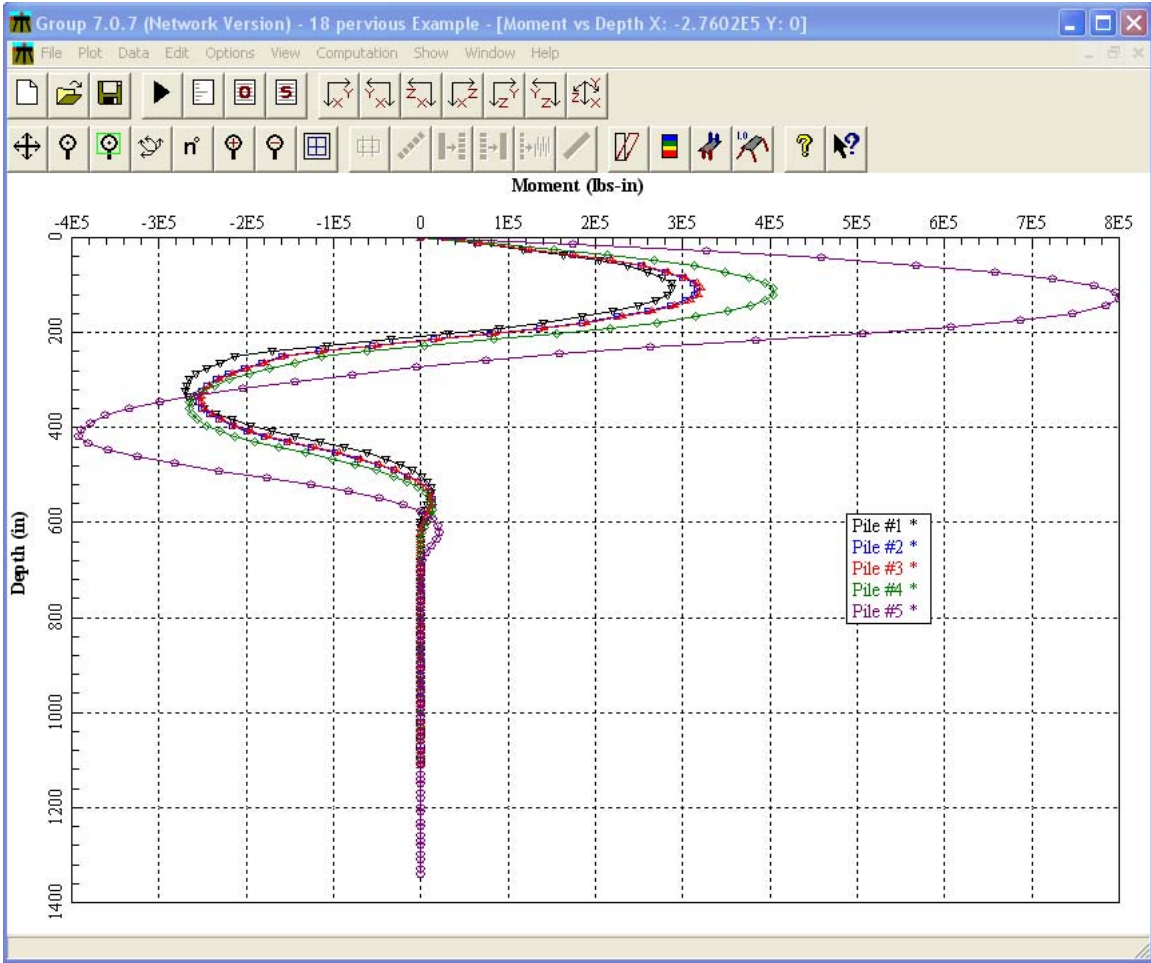 Group 7.0.7 (Network Version) - 18 pervious Example - [Moment vs Depth X: -2.7602E5 Y: 0]
File Plot Data Edit Options View Computation Show Window Help
O S X Y Y X Z X X Z Z Y Y Z Z Y X
n° 1.0 ? ?
Moment (lbs-in)
-4E5 -3E5 -2E5 -1E5 0 1E5 2E5 3E5 4E5 5E5 6E5 7E5 8E5
0
200
400
600
800
1000
1200
1400
Depth (in)
Pile #1 *
Pile #2 *
Pile #3 *
Pile #4 *
Pile #5 *